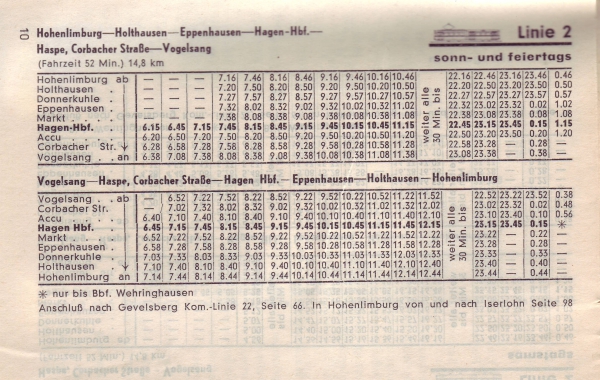 10
Hohenlimburg—Holthausen—Eppenhausen—Hagen-Hbf.—
Haspe, Corbacher Straße—Vogelsang
(Fahrzeit 52 Min.) 14,8 km
Linie 2
sonn- und feiertags
Hohenlimburg ab — — — 7.16 7.46 8.16 8.46 9.16 9.46 10.16 10.46 22.16 22.46 23.16 23.46 0.46
Holthausen . — — — 7.20 7.50 8.20 8.50 9.20 9.50 10.20 10.50 22.20 22.50 23.20 23.50 0.50
Donnerkuhle . — — — 7.27 7.57 8.27 8.57 9.27 9.57 10.27 10.57 22.27 22.57 23.27 23.57 0.57
Eppenhausen . — — — 7.32 8.02 8.32 9.02 9.32 10.02 10.32 11.02 22.32 23.02 23.32 0.02 1.02
Markt . . — — — 7.38 8.08 8.38 9.08 9.38 10.08 10.38 11.08 22.38 23.08 23.38 0.08 1.08
Hagen-Hbf. . 6.15 6.45 7.15 7.45 8.15 8.45 9.15 9.45 10.15 10.45 11.15 22.45 23.15 23.45 0.15 1.15
Accu . . 6.20 6.50 7.20 7.50 8.20 8.50 9.20 9.50 10.20 10.50 11.20 22.50 23.20 23.50 0.20 1.20
Corbacher Str. ↓ 6.28 6.58 7.28 7.58 8.28 8.58 9.28 9.58 10.28 10.58 11.28 22.58 23.28 — 0.28 —
Vogelsang . an 6.38 7.08 7.38 8.08 8.38 9.08 9.38 10.08 10.38 11.08 11.38 23.08 23.38 — 0.38 —
weiter alle
30 Min. bis
Vogelsang—Haspe, Corbacher Straße—Hagen Hbf.—Eppenhausen—Holthausen—Hohenlimburg
Vogelsang . ab — 6.52 7.22 7.52 8.22 8.52 9.22 9.52 10.22 10.52 11.22 11.52 22.52 23.22 23.52 0.38
Corbacher Str. — 7.02 7.32 8.02 8.32 9.02 9.32 10.02 10.32 11.02 11.32 12.02 23.02 23.32 0.02 0.48
Accu . . 6.40 7.10 7.40 8.10 8.40 9.10 9.40 10.10 10.40 11.10 11.40 12.10 23.10 23.40 0.10 0.56
Hagen Hbf. . 6.45 7.15 7.45 8.15 8.45 9.15 9.45 10.15 10.45 11.15 11.45 12.15 23.15 23.45 0.15 *
Markt . . 6.52 7.22 7.52 8.22 8.52 9.22 9.52 10.22 10.52 11.22 11.52 12.22 23.22 — 0.22 —
Eppenhausen . 6.58 7.28 7.58 8.28 8.58 9.28 9.58 10.28 10.58 11.28 11.58 12.28 23.28 — 0.28 —
Donnerkuhle . 7.03 7.33 8.03 8.33 9.03 9.33 10.03 10.33 11.03 11.33 12.03 12.33 23.33 — 0.33 —
Holthausen ↓ 7.10 7.40 8.10 8.40 9.10 9.40 10.10 10.40 11.10 11.40 12.10 12.40 23.40 — 0.40 —
Hohenlimburg an 7.14 7.44 8.14 8.44 9.14 9.44 10.14 10.44 11.14 11.44 12.14 12.44 23.44 — 0.44 —
weiter alle
30 Min. bis
* nur bis Bbf. Wehringhausen
Anschluß nach Gevelsberg Kom.-Linie 22, Seite 66. In Hohenlimburg von und nach Iserlohn Seite 98